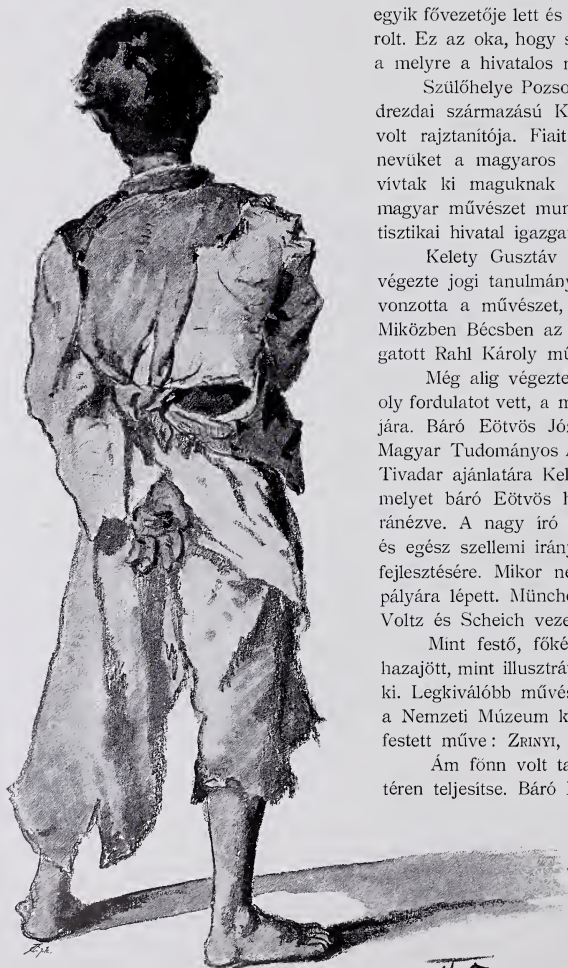 egyik fővezetője lett és
rolt. Ez az oka, hogy s
a melyre a hivatalos
Szülőhelye Pozso
drezdai származású K
volt rajztanítója. Fiait
nevüket a magyaros
vívtak ki maguknak
magyar művészet mun
tisztikai hivatal igazga
Kelety Gusztáv
végezte jogi tanulmány
vonzotta a művészet,
Miközben Bécsben az
gatott Rahl Károly mű
Még alig végezte
oly fordulatot vett, a m
jára. Báró Eötvös Józ
Magyar Tudományos A
Tivadar ajánlatára Kel
melyet báró Eötvös h
ránézve. A nagy író
és egész szellemi irány
fejlesztésére. Mikor ne
pályára lépett. Münche
Voltz és Scheich veze
Mint festő, főké
hazajött, mint illusztrá
ki. Legkiválóbb művés
a Nemzeti Múzeum k
festett műve: ZRINYI,
Ám fönn volt ta
téren teljesítse. Báró